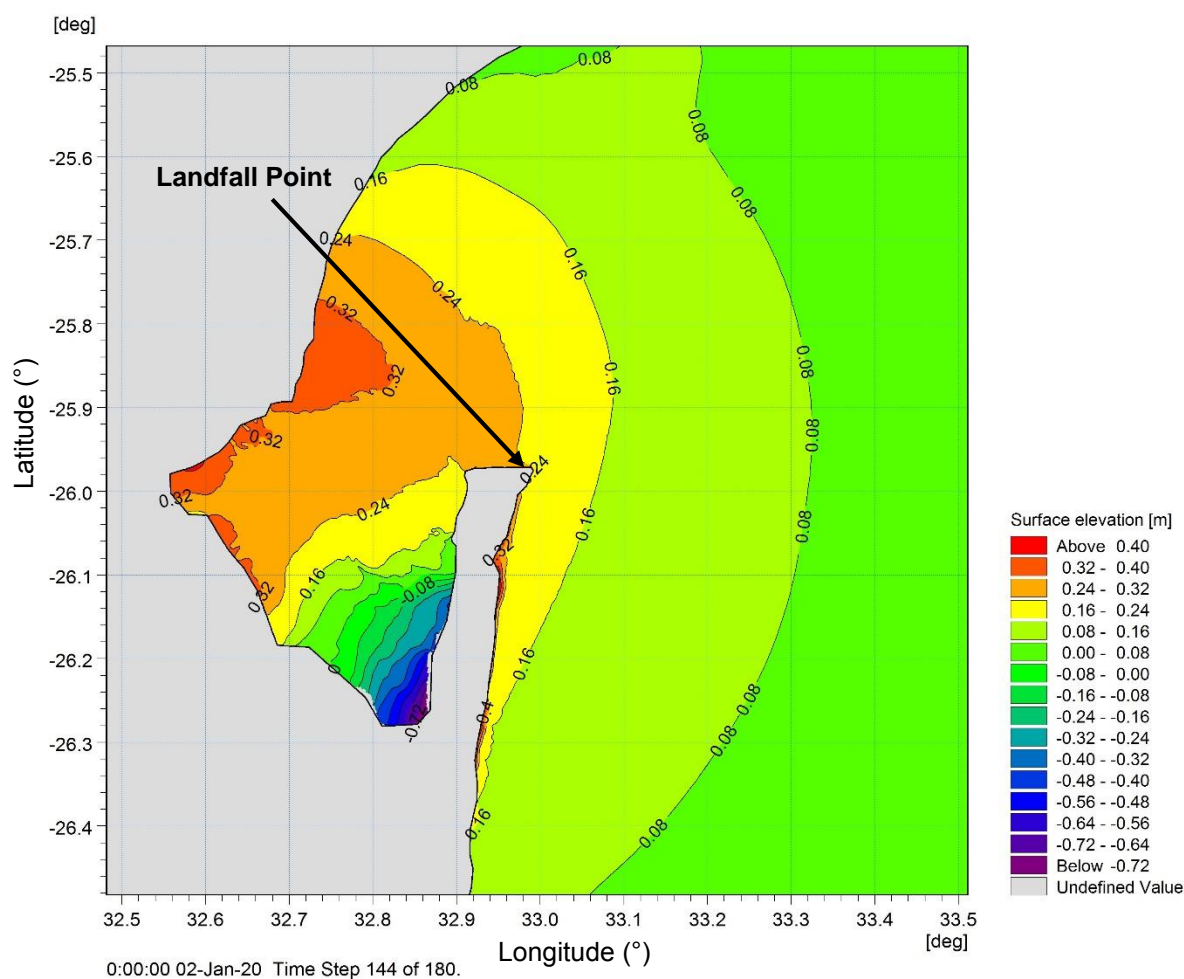 [deg]
-25.5
-25.6
-25.7
-25.8
-25.9
-26.0
-26.1
-26.2
-26.3
-26.4
Latitude (°)
Landfall Point
0.08
0.08
0.08
0.16
0.08
0.24
0.16
0.24
0.32
0.08
0.32
0.16
0.32
0.08
0.24
0.32
0.24
0.16
0.08
0.32
0.16
-0.08
0.32
0
0.16
0.08
-0.72
0.4
0.08
0.16
0.08
32.5
32.6
32.7
32.8
32.9
33.0
33.1
33.2
33.3
33.4
33.5
Longitude (°)
[deg]
0:00:00 02-Jan-20 Time Step 144 of 180.
Surface elevation [m]
Above 0.40
0.32 - 0.40
0.24 - 0.32
0.16 - 0.24
0.08 - 0.16
0.00 - 0.08
-0.08 - 0.00
-0.16 - -0.08
-0.24 - -0.16
-0.32 - -0.24
-0.40 - -0.32
-0.48 - -0.40
-0.56 - -0.48
-0.64 - -0.56
-0.72 - -0.64
Below -0.72
Undefined Value